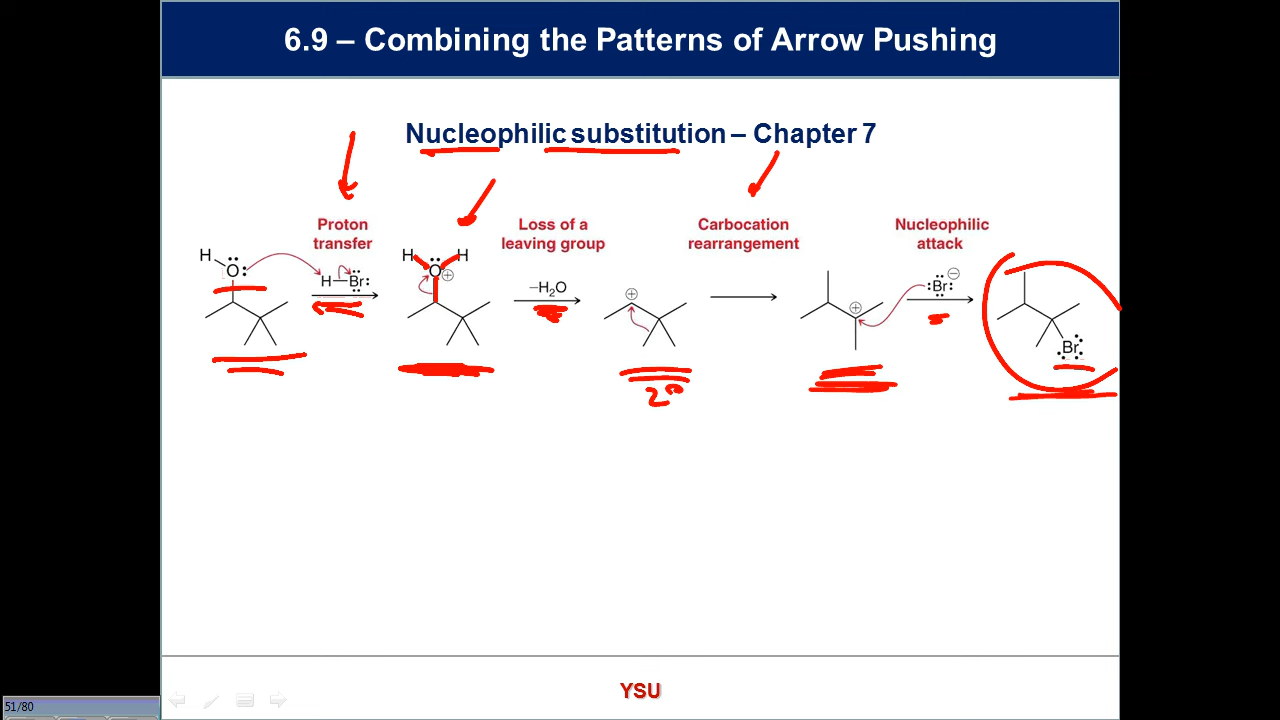 6.9 – Combining the Patterns of Arrow Pushing
Nucleophilic substitution – Chapter 7
Proton
transfer
Loss of a
leaving group
Carbocation
rearrangement
Nucleophilic
attack
H
O
H–Br
H O H
–H₂O
Br
Br
2°
YSU
51/80